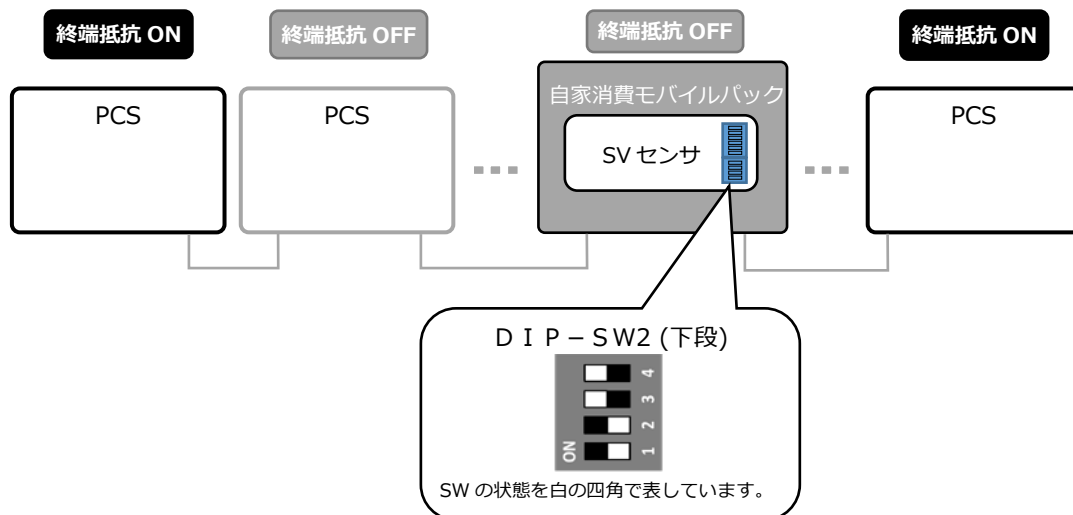 終端抵抗 ON
終端抵抗 OFF
終端抵抗 OFF
終端抵抗 ON
PCS
PCS
自家消費モバイルパック
SV センサ
PCS
ＤＩＰ－ＳＷ2 (下段)
4
3
2
1
ON
SW の状態を白の四角で表しています。